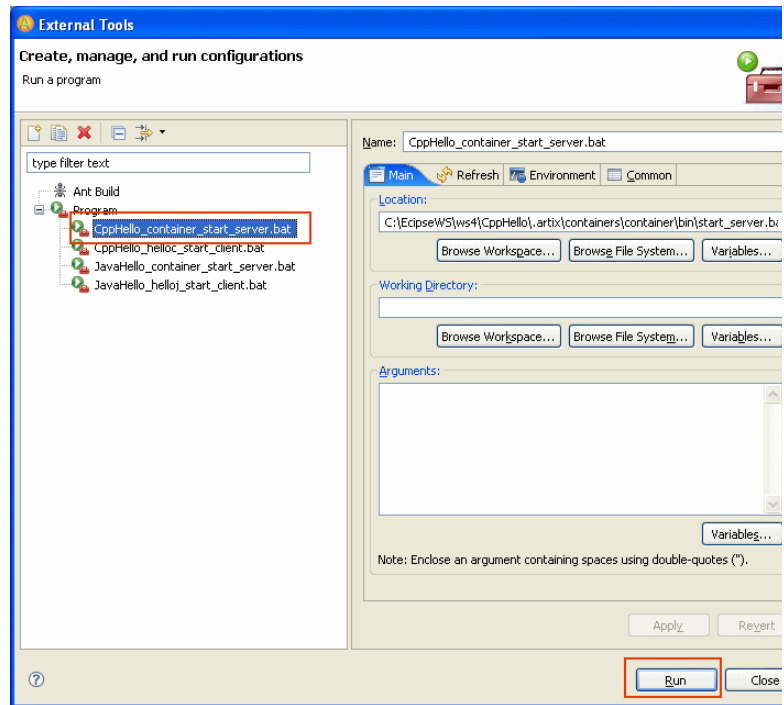 External Tools
Create, manage, and run configurations
Run a program
type filter text
Ant Build
Program
CppHello_container_start_server.bat
CppHello_helloc_start_client.bat
JavaHello_container_start_server.bat
JavaHello_helloj_start_client.bat
Name: CppHello_container_start_server.bat
Main Refresh Environment Common
Location:
C:\EcipseWS\ws4\CppHello\.artix\containers\container\bin\start_server.ba
Browse Workspace... Browse File System... Variables...
Working Directory:
Browse Workspace... Browse File System... Variables...
Arguments:
Variables...
Note: Enclose an argument containing spaces using double-quotes (").
Apply Revert
? Run Close